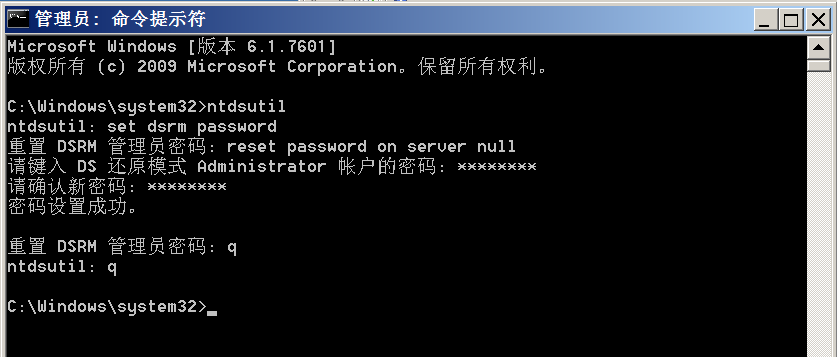 管理员: 命令提示符
Microsoft Windows [版本 6.1.7601]
版权所有 (c) 2009 Microsoft Corporation。保留所有权利。
C:\Windows\system32>ntdsutil
ntdsutil: set dsrm password
重置 DSRM 管理员密码: reset password on server null
请键入 DS 还原模式 Administrator 帐户的密码: ********
请确认新密码: ********
密码设置成功。
重置 DSRM 管理员密码: q
ntdsutil: q
C:\Windows\system32>